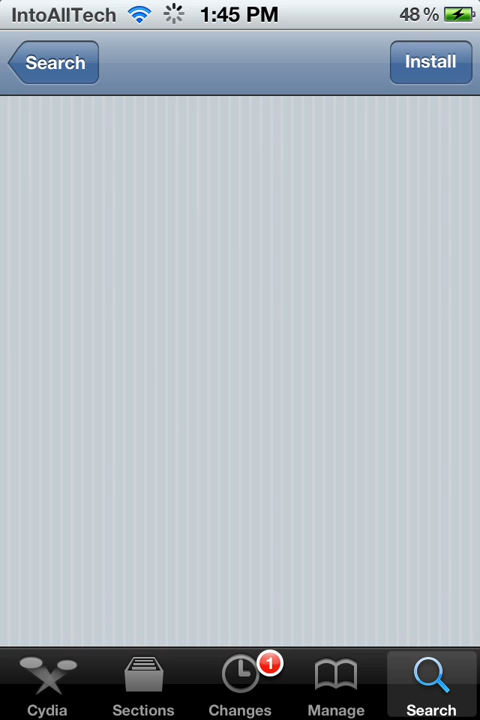 IntoAllTech 1:45 PM 48 %
Search Install
1
Cydia Sections Changes Manage Search